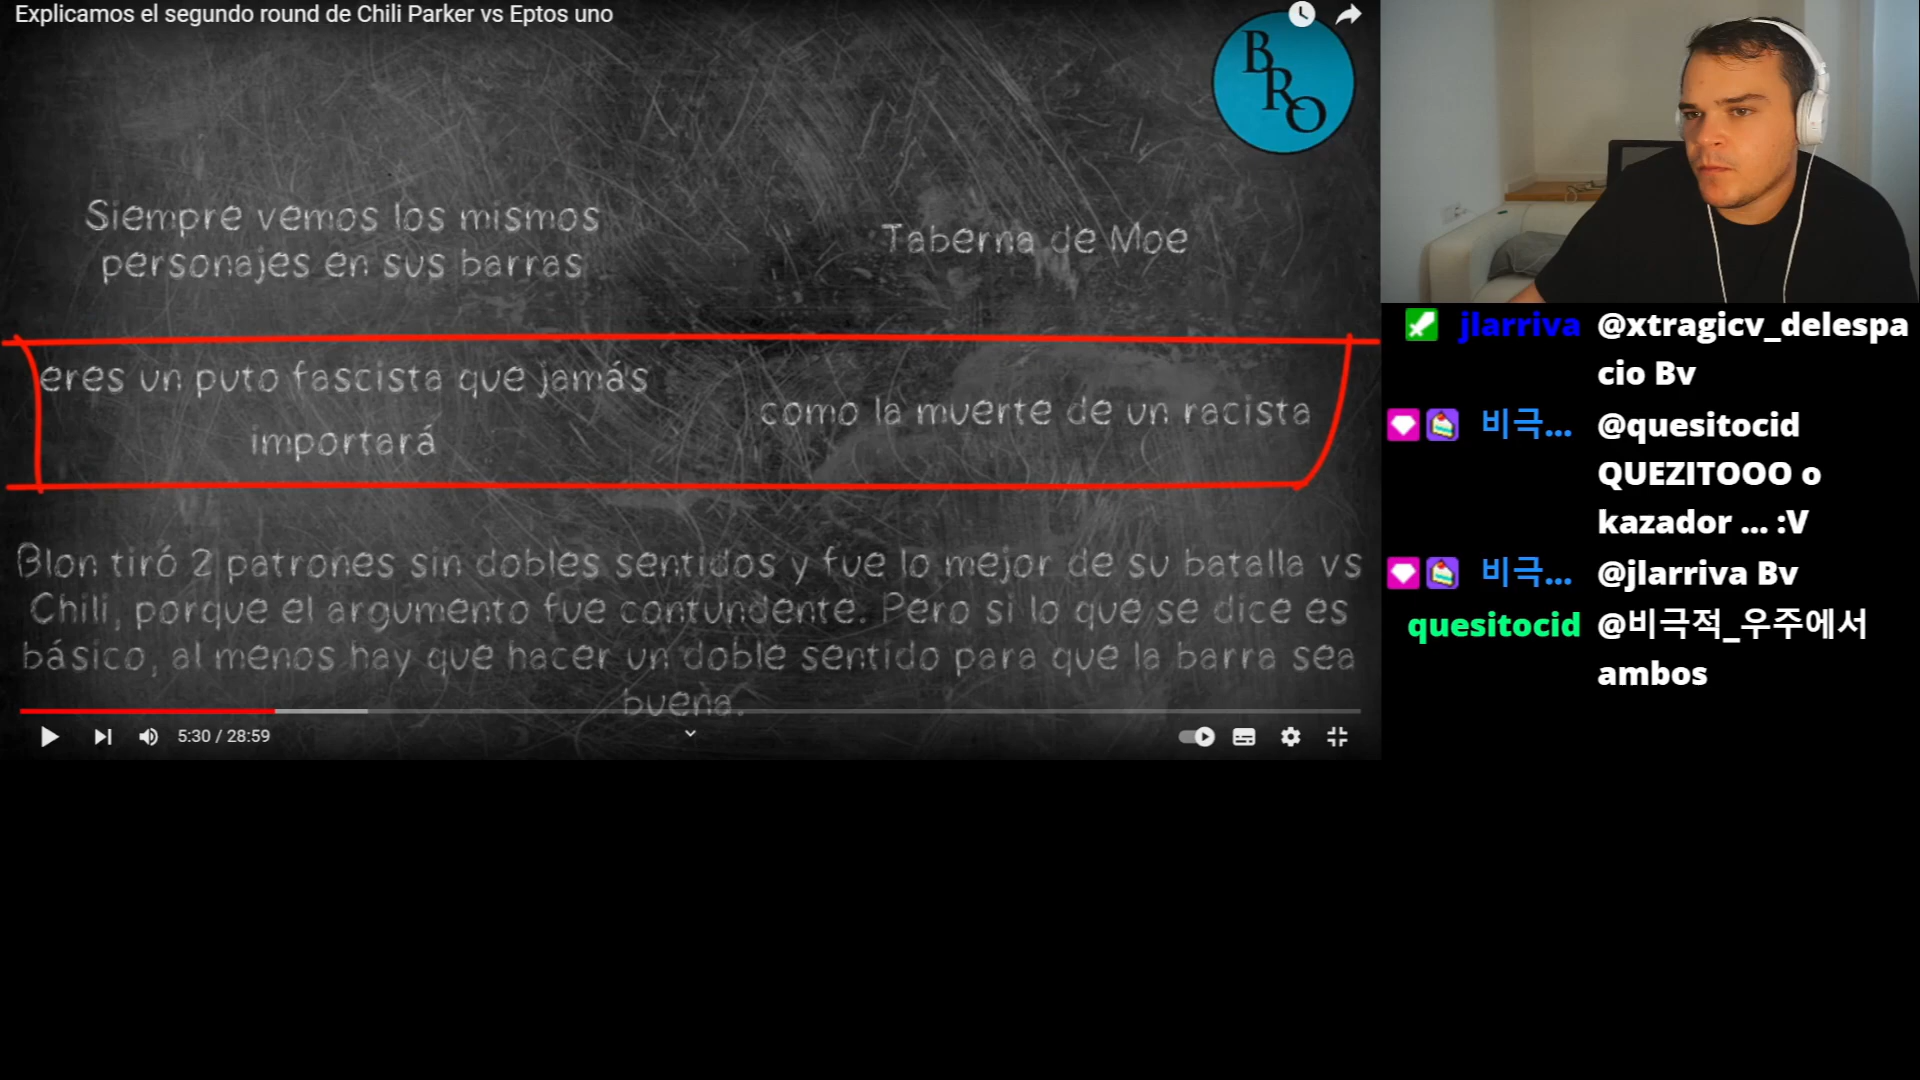 Explicamos el segundo round de Chili Parker vs Eptos uno
BRO
Siempre vemos los mismos
personajes en sus barras
Taberna de Moe
eres un puto fascista que jamás
importará
como la muerte de un racista
Blon tiró 2 patrones sin dobles sentidos y fue lo mejor de su batalla vs
Chili, porque el argumento fue contundente. Pero si lo que se dice es
básico, al menos hay que hacer un doble sentido para que la barra sea
buena.
5:30 / 28:59
jlarriva @xtragicv_delespa
cio Bv
비극... @quesitocid
QUEZITOOO o
kazador ... :V
비극... @jlarriva Bv
quesitocid @비극적_우주에서
ambos